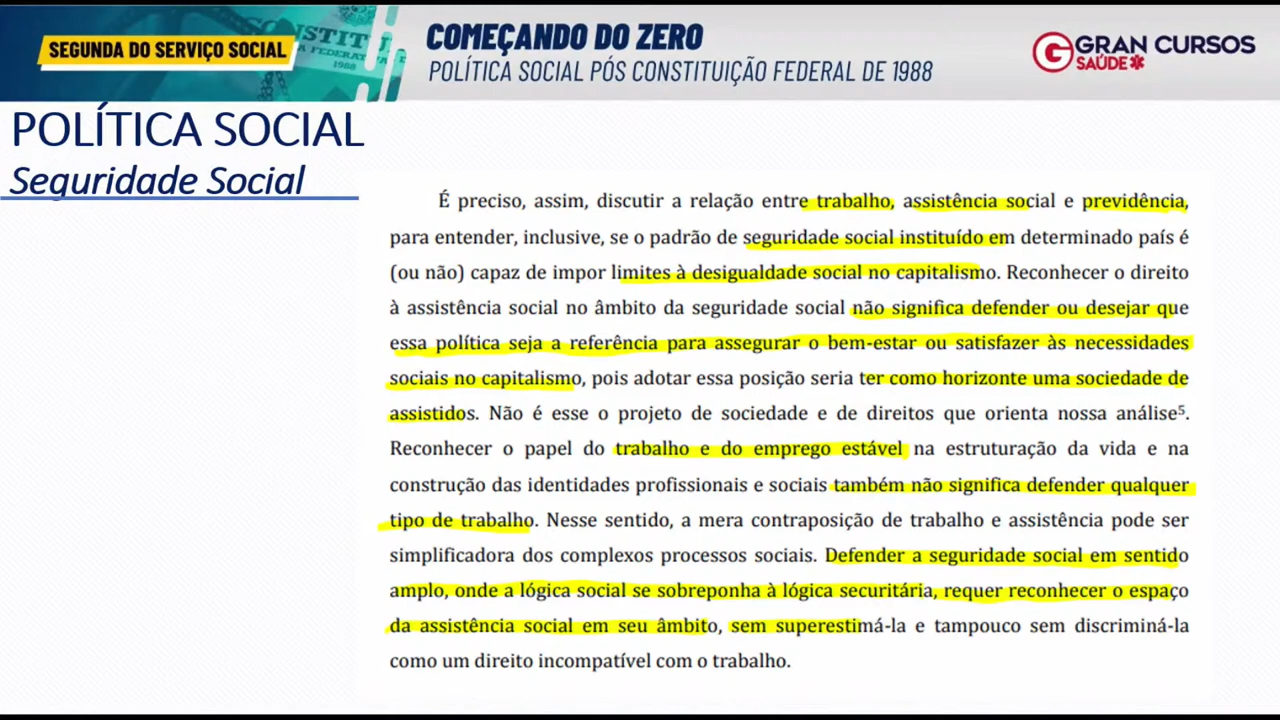 SEGUNDA DO SERVIÇO SOCIAL
1988
COMEÇANDO DO ZERO
POLÍTICA SOCIAL PÓS CONSTITUIÇÃO FEDERAL DE 1988
GRAN CURSOS
SAÚDE
POLÍTICA SOCIAL
Seguridade Social
É preciso, assim, discutir a relação entre trabalho, assistência social e previdência,
para entender, inclusive, se o padrão de seguridade social instituído em determinado país é
(ou não) capaz de impor limites à desigualdade social no capitalismo. Reconhecer o direito
à assistência social no âmbito da seguridade social não significa defender ou desejar que
essa política seja a referência para assegurar o bem-estar ou satisfazer às necessidades
sociais no capitalismo, pois adotar essa posição seria ter como horizonte uma sociedade de
assistidos. Não é esse o projeto de sociedade e de direitos que orienta nossa análise⁵.
Reconhecer o papel do trabalho e do emprego estável na estruturação da vida e na
construção das identidades profissionais e sociais também não significa defender qualquer
tipo de trabalho. Nesse sentido, a mera contraposição de trabalho e assistência pode ser
simplificadora dos complexos processos sociais. Defender a seguridade social em sentido
amplo, onde a lógica social se sobreponha à lógica securitária, requer reconhecer o espaço
da assistência social em seu âmbito, sem superestimá-la e tampouco sem discriminá-la
como um direito incompatível com o trabalho.